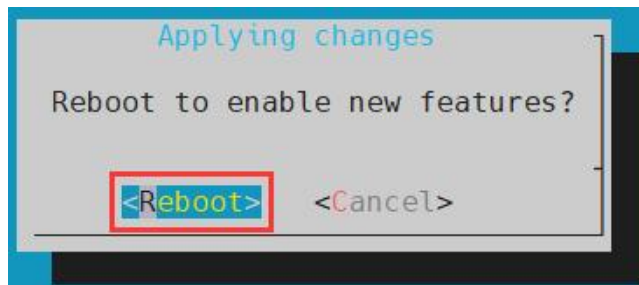 Applying changes
Reboot to enable new features?
<Reboot> <Cancel>